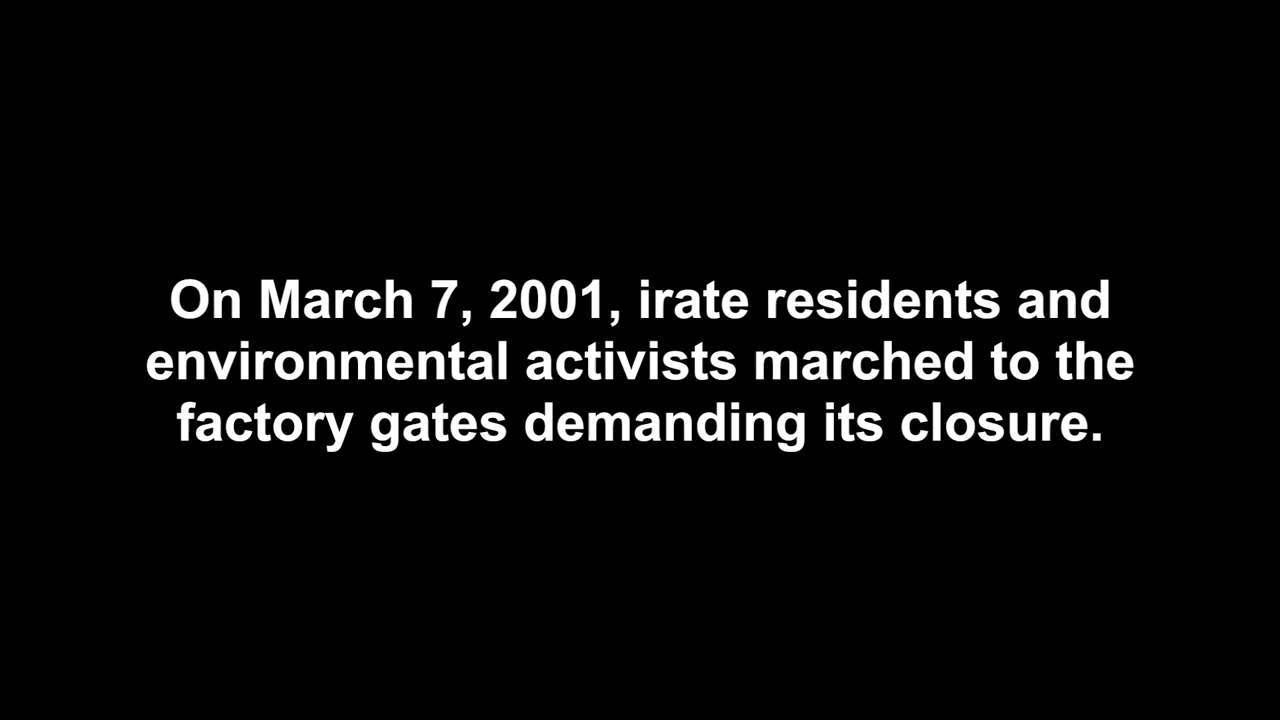 On March 7, 2001, irate residents and
environmental activists marched to the
factory gates demanding its closure.